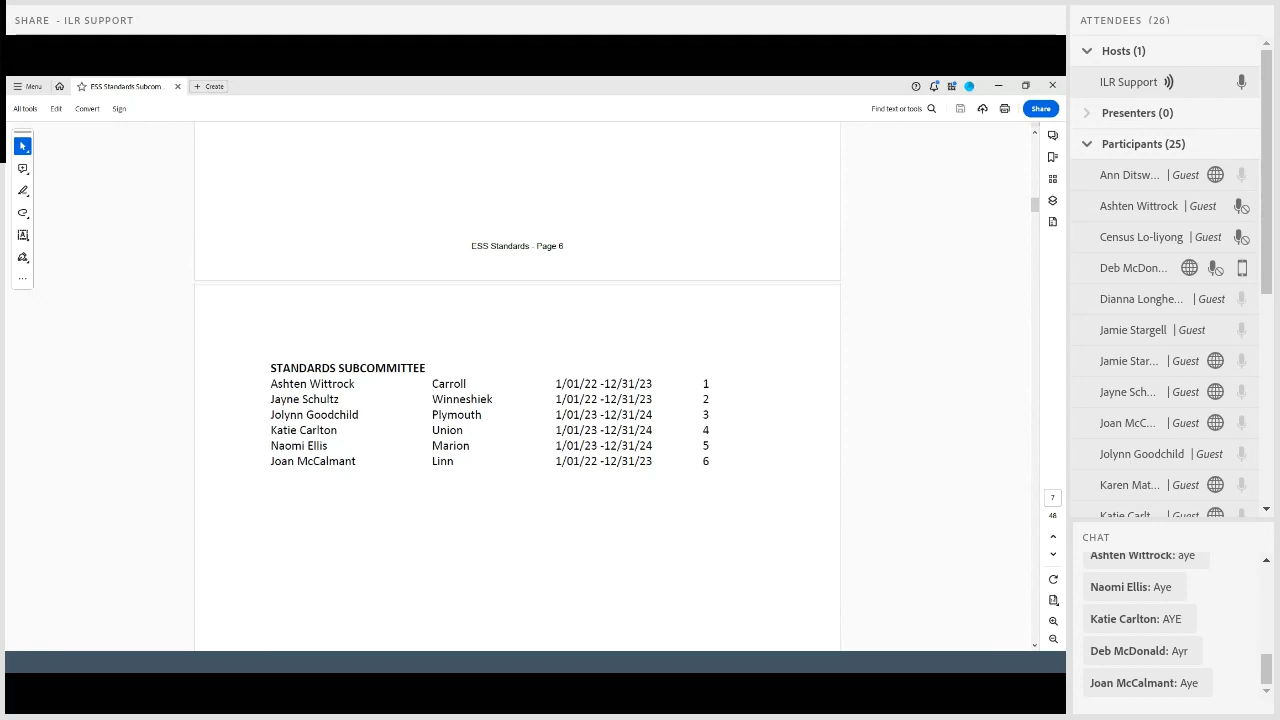 SHARE - ILR SUPPORT
Menu
ESS Standards Subcom...
Create
All tools Edit Convert Sign
Find text or tools
Share
ESS Standards - Page 6
STANDARDS SUBCOMMITTEE
Ashten Wittrock Carroll 1/01/22 -12/31/23 1
Jayne Schultz Winneshiek 1/01/22 -12/31/23 2
Jolynn Goodchild Plymouth 1/01/23 -12/31/24 3
Katie Carlton Union 1/01/23 -12/31/24 4
Naomi Ellis Marion 1/01/23 -12/31/24 5
Joan McCalmant Linn 1/01/22 -12/31/23 6
7
46
ATTENDEES (26)
Hosts (1)
ILR Support
Presenters (0)
Participants (25)
Ann Ditsw... | Guest
Ashten Wittrock | Guest
Census Lo-liyong | Guest
Deb McDon...
Dianna Longhe... | Guest
Jamie Stargell | Guest
Jamie Star... | Guest
Jayne Sch... | Guest
Joan McC... | Guest
Jolynn Goodchild | Guest
Karen Mat... | Guest
Katie Carlt... | Guest
CHAT
Ashten Wittrock: aye
Naomi Ellis: Aye
Katie Carlton: AYE
Deb McDonald: Ayr
Joan McCalmant: Aye